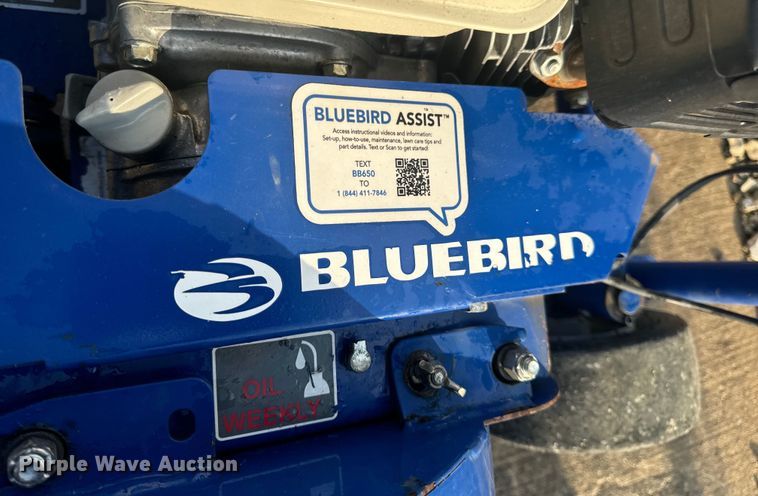 BLUEBIRD ASSIST™
Access instructional videos and information:
Set-up, how-to-use, maintenance, lawn care tips and
part details. Text or Scan to get started!
TEXT
BB650
TO
1 (844) 411-7846
BLUEBIRD
OIL
WEEKLY
Purple Wave Auction